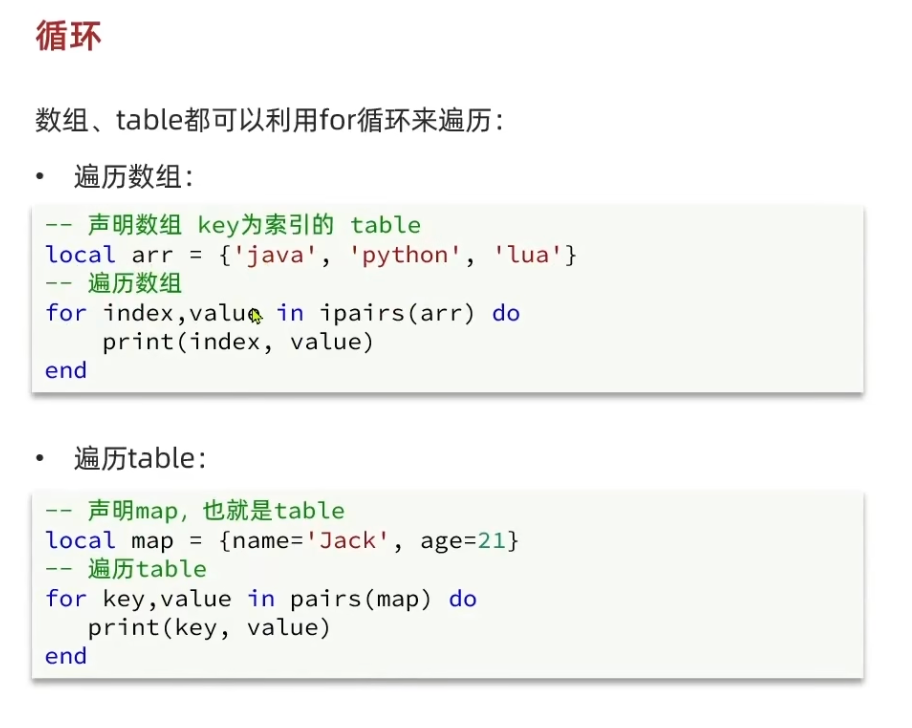 循环
数组、table都可以利用for循环来遍历：
• 遍历数组：
-- 声明数组 key为索引的 table
local arr = {'java', 'python', 'lua'}
-- 遍历数组
for index,value in ipairs(arr) do
    print(index, value)
end
• 遍历table：
-- 声明map，也就是table
local map = {name='Jack', age=21}
-- 遍历table
for key,value in pairs(map) do
   print(key, value)
end